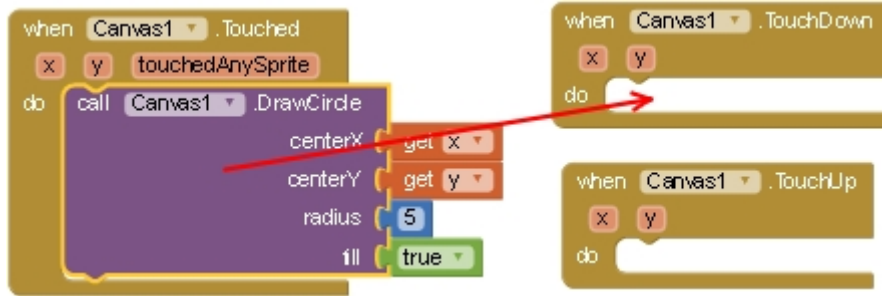 when Canvas1 .Touched
x y touchedAnySprite
do call Canvas1 .DrawCircle
centerX get x
centerY get y
radius 5
fill true
when Canvas1 .TouchDown
x y
do
when Canvas1 .TouchUp
x y
do